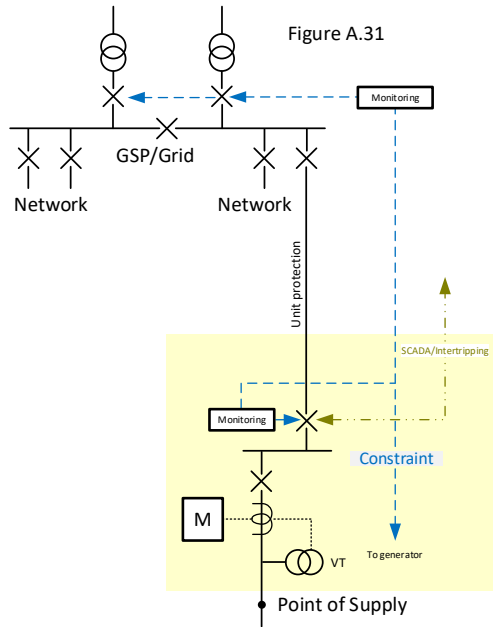 Figure A.31
Monitoring
GSP/Grid
Network
Network
Unit protection
SCADA/Intertripping
Monitoring
Constraint
M
To generator
VT
Point of Supply